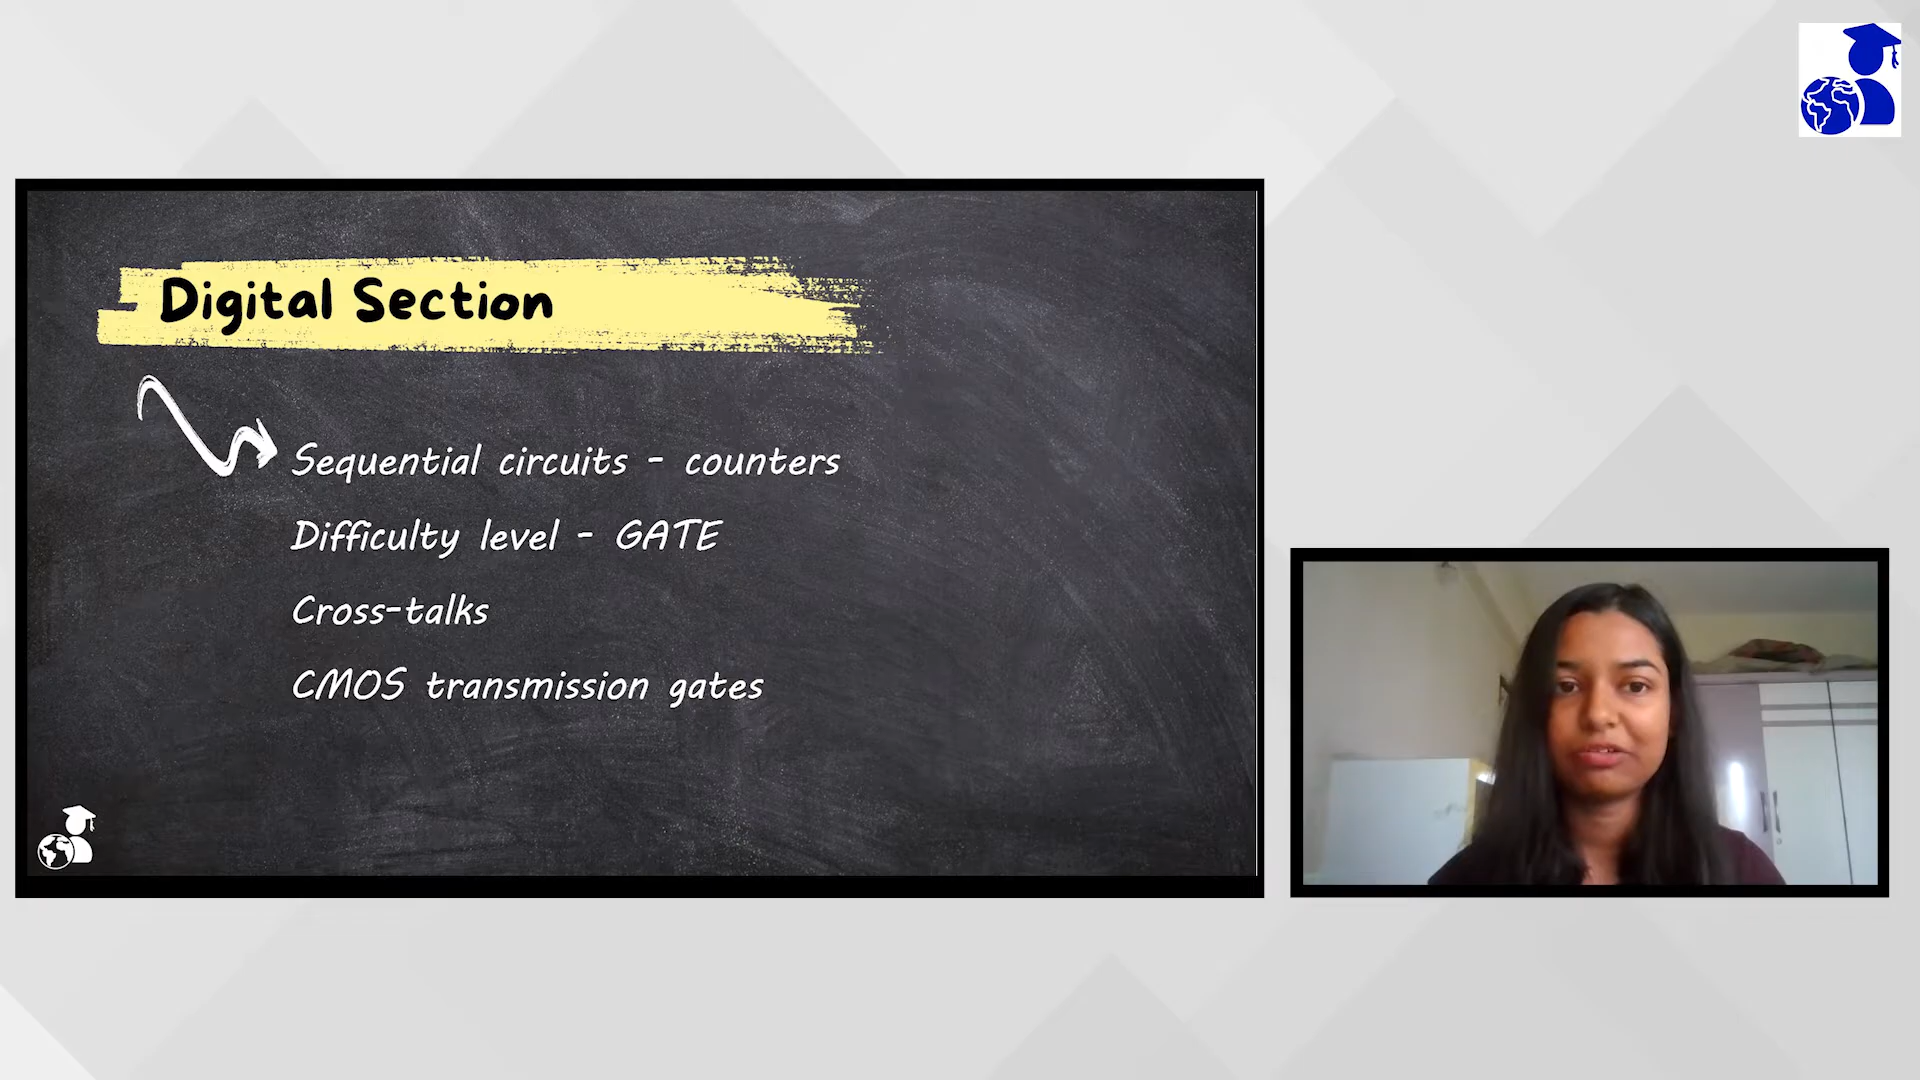 Digital Section
Sequential circuits - counters
Difficulty level - GATE
Cross-talks
CMOS transmission gates